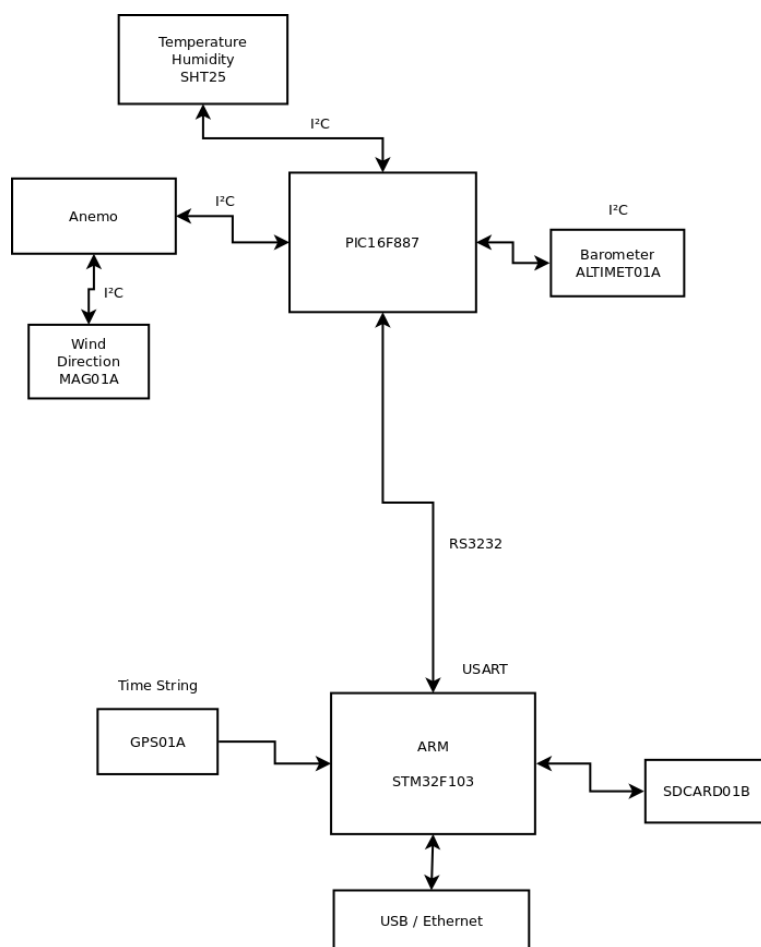 Temperature
Humidity
SHT25
I²C
Anemo
I²C
PIC16F887
I²C
Barometer
ALTIMET01A
I²C
Wind
Direction
MAG01A
RS3232
USART
Time String
GPS01A
ARM
STM32F103
SDCARD01B
USB / Ethernet